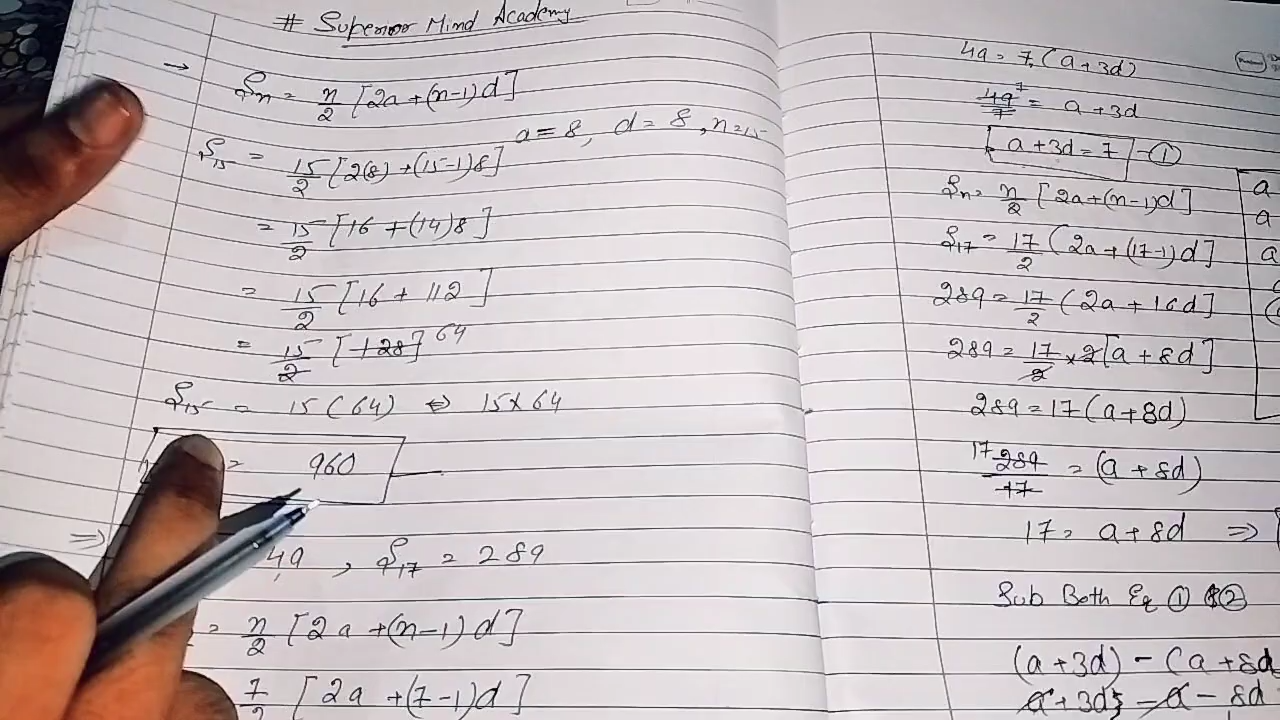 # Superior Mind Academy
→ Sn = n/2 [2a+(n-1)d]
a = 8, d = 8, n=15
S15 = 15/2 [2(8) +(15-1)8]
= 15/2 [16 +(14)8]
= 15/2 [16 + 112]
= 15/2 [128] 64
S15 = 15(64) ⇔ 15×64
= 960
⇒ 49, S17 = 289
= n/2 [2a +(n-1)d]
7/2 [2a +(7-1)d]
49 = 7(a+3d)
49/7 7 = a+3d
a+3d = 7 -①
Sn = n/2 [2a+(n-1)d]
S17 = 17/2 (2a+(17-1)d]
289 = 17/2 (2a+16d]
289 = 17/2 × 2[a+8d]
289 = 17(a+8d)
17 289/17 = (a+8d)
17 = a+8d ⇒
Sub Both Eq ① & ②
(a+3d) - (a+8d
a+3d = a - 8d
a
a
a